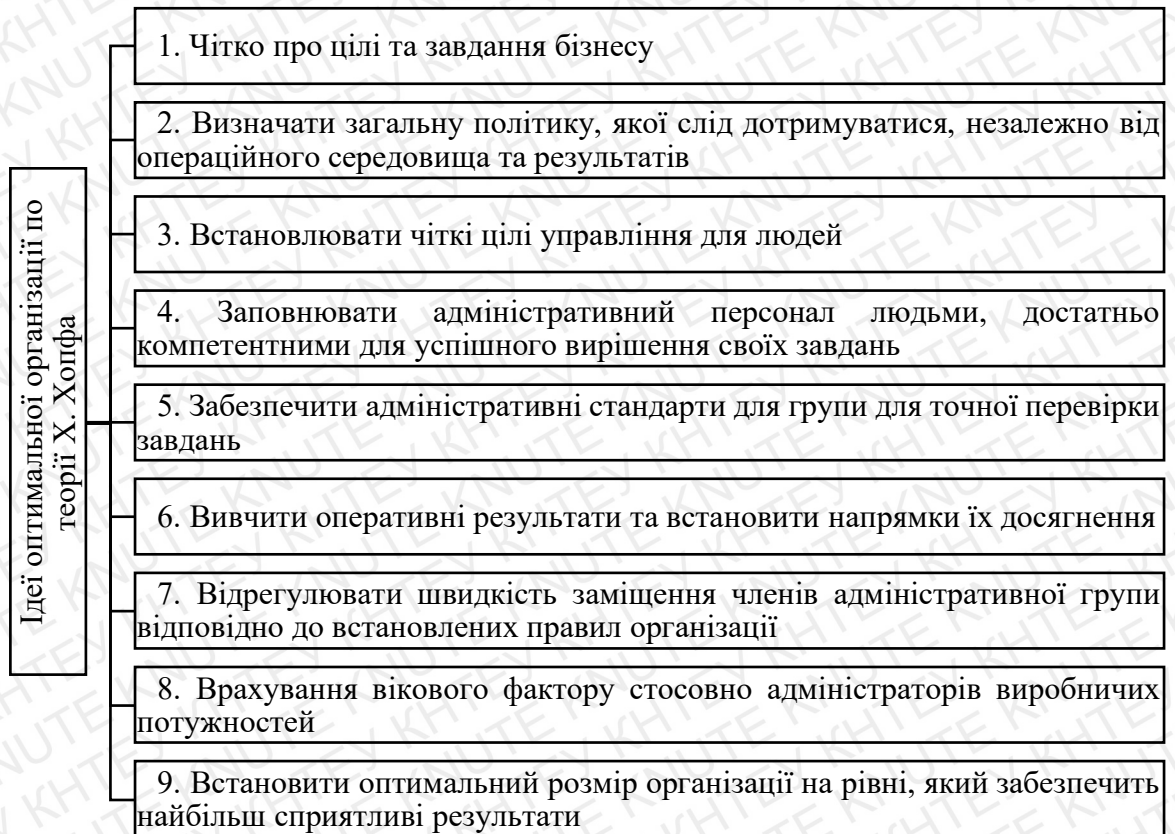 Ідеї оптимальної організації по
теорії Х. Хопфа
1. Чітко про цілі та завдання бізнесу
2. Визначати загальну політику, якої слід дотримуватися, незалежно від
операційного середовища та результатів
3. Встановлювати чіткі цілі управління для людей
4. Заповнювати адміністративний персонал людьми, достатньо
компетентними для успішного вирішення своїх завдань
5. Забезпечити адміністративні стандарти для групи для точної перевірки
завдань
6. Вивчити оперативні результати та встановити напрямки їх досягнення
7. Відрегулювати швидкість заміщення членів адміністративної групи
відповідно до встановлених правил організації
8. Врахування вікового фактору стосовно адміністраторів виробничих
потужностей
9. Встановити оптимальний розмір організації на рівні, який забезпечить
найбільш сприятливі результати